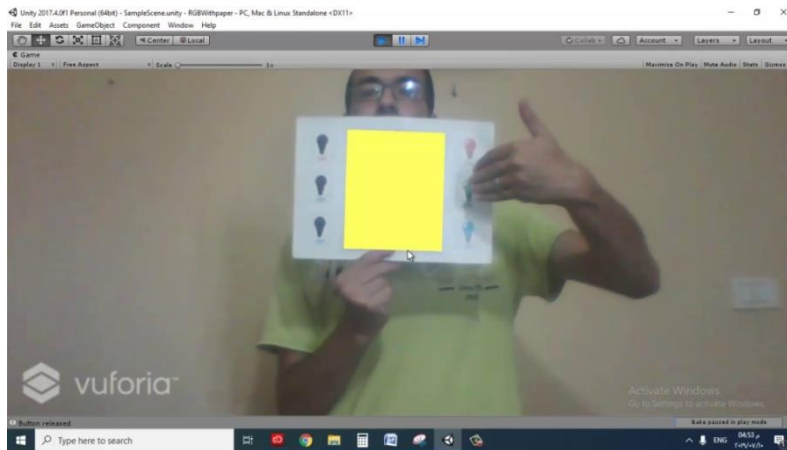 Unity 2017.4.0f1 Personal (64bit) - SampleScene.unity - RGBWithpaper - PC, Mac & Linux Standalone <DX11>
File Edit Assets GameObject Component Window Help
Center Local Collab Account Layers Layout
Game
Display 1 Free Aspect Scale 1x Maximize On Play Mute Audio Stats Gizmos
vuforia™
Activate Windows
Go to Settings to activate Windows.
Button released Bake paused in play mode
Type here to search ENG 04:53 م